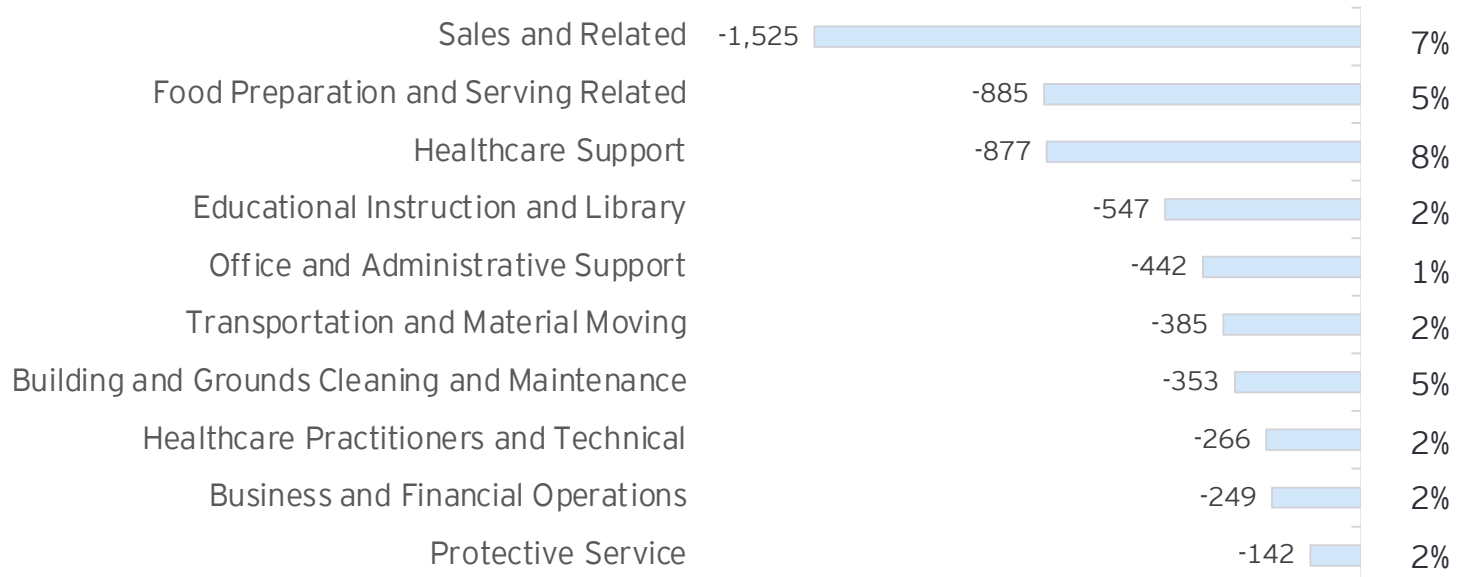 Sales and Related -1,525 7%
Food Preparation and Serving Related -885 5%
Healthcare Support -877 8%
Educational Instruction and Library -547 2%
Office and Administrative Support -442 1%
Transportation and Material Moving -385 2%
Building and Grounds Cleaning and Maintenance -353 5%
Healthcare Practitioners and Technical -266 2%
Business and Financial Operations -249 2%
Protective Service -142 2%